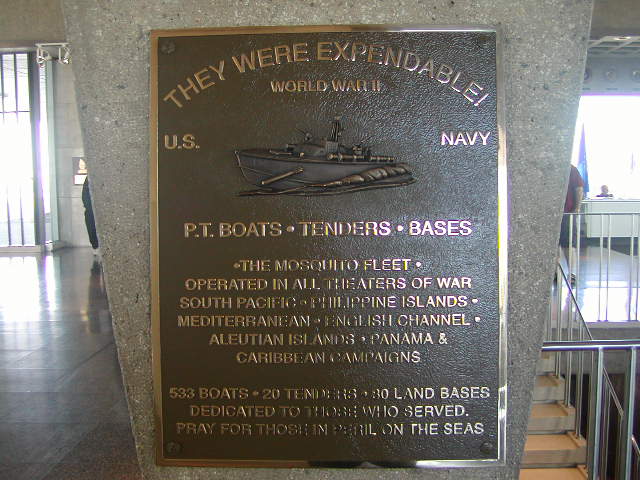 THEY WERE EXPENDABLE!
WORLD WAR II
U.S. NAVY
P.T. BOATS • TENDERS • BASES
•THE MOSQUITO FLEET •
OPERATED IN ALL THEATERS OF WAR
SOUTH PACIFIC • PHILIPPINE ISLANDS •
MEDITERRANEAN • ENGLISH CHANNEL •
ALEUTIAN ISLANDS • PANAMA &
CARIBBEAN CAMPAIGNS
533 BOATS • 20 TENDERS • 80 LAND BASES
DEDICATED TO THOSE WHO SERVED.
PRAY FOR THOSE IN PERIL ON THE SEAS